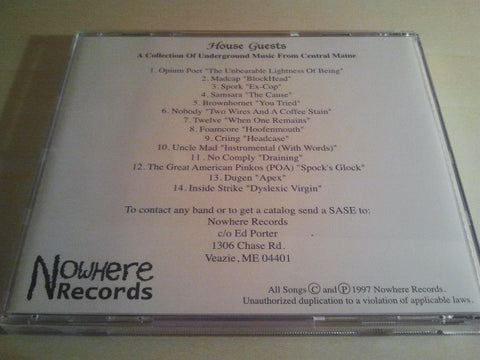 House Guests
A Collection Of Underground Music From Central Maine
1. Opium Poet "The Unbearable Lightness Of Being"
2. Madcap "BlockHead"
3. Spork "Ex-Cop"
4. Samsara "The Cause"
5. Brownhornet "You Tried"
6. Nobody "Two Wires And A Coffee Stain"
7. Twelve "When One Remains"
8. Foamcore "Hoofenmouth"
9. Criing "Headcase"
10. Uncle Mad "Instrumental (With Words)"
11 . No Comply "Draining"
12. The Great American Pinkos (POA) "Spock's Glock"
13. Dugen "Apex"
14. Inside Strike "Dyslexic Virgin"
To contact any band or to get a catalog send a SASE to:
Nowhere Records
c/o Ed Porter
1306 Chase Rd.
Veazie, ME 04401
Nowhere
Records
All Songs Ⓒ and Ⓟ 1997 Nowhere Records.
Unauthorized duplication to a violation of applicable laws.